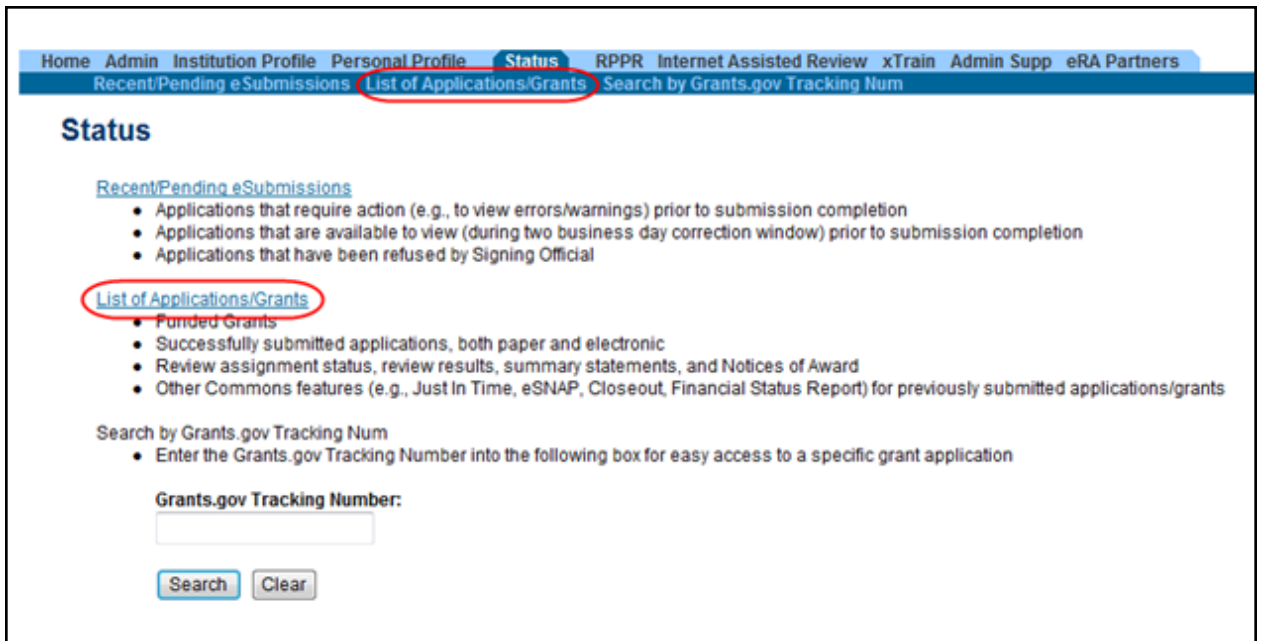 Home Admin Institution Profile Personal Profile Status RPPR Internet Assisted Review xTrain Admin Supp eRA Partners
Recent/Pending eSubmissions List of Applications/Grants Search by Grants.gov Tracking Num
Status
Recent/Pending eSubmissions
• Applications that require action (e.g., to view errors/warnings) prior to submission completion
• Applications that are available to view (during two business day correction window) prior to submission completion
• Applications that have been refused by Signing Official
List of Applications/Grants
• Funded Grants
• Successfully submitted applications, both paper and electronic
• Review assignment status, review results, summary statements, and Notices of Award
• Other Commons features (e.g., Just In Time, eSNAP, Closeout, Financial Status Report) for previously submitted applications/grants
Search by Grants.gov Tracking Num
• Enter the Grants.gov Tracking Number into the following box for easy access to a specific grant application
Grants.gov Tracking Number:
Search Clear